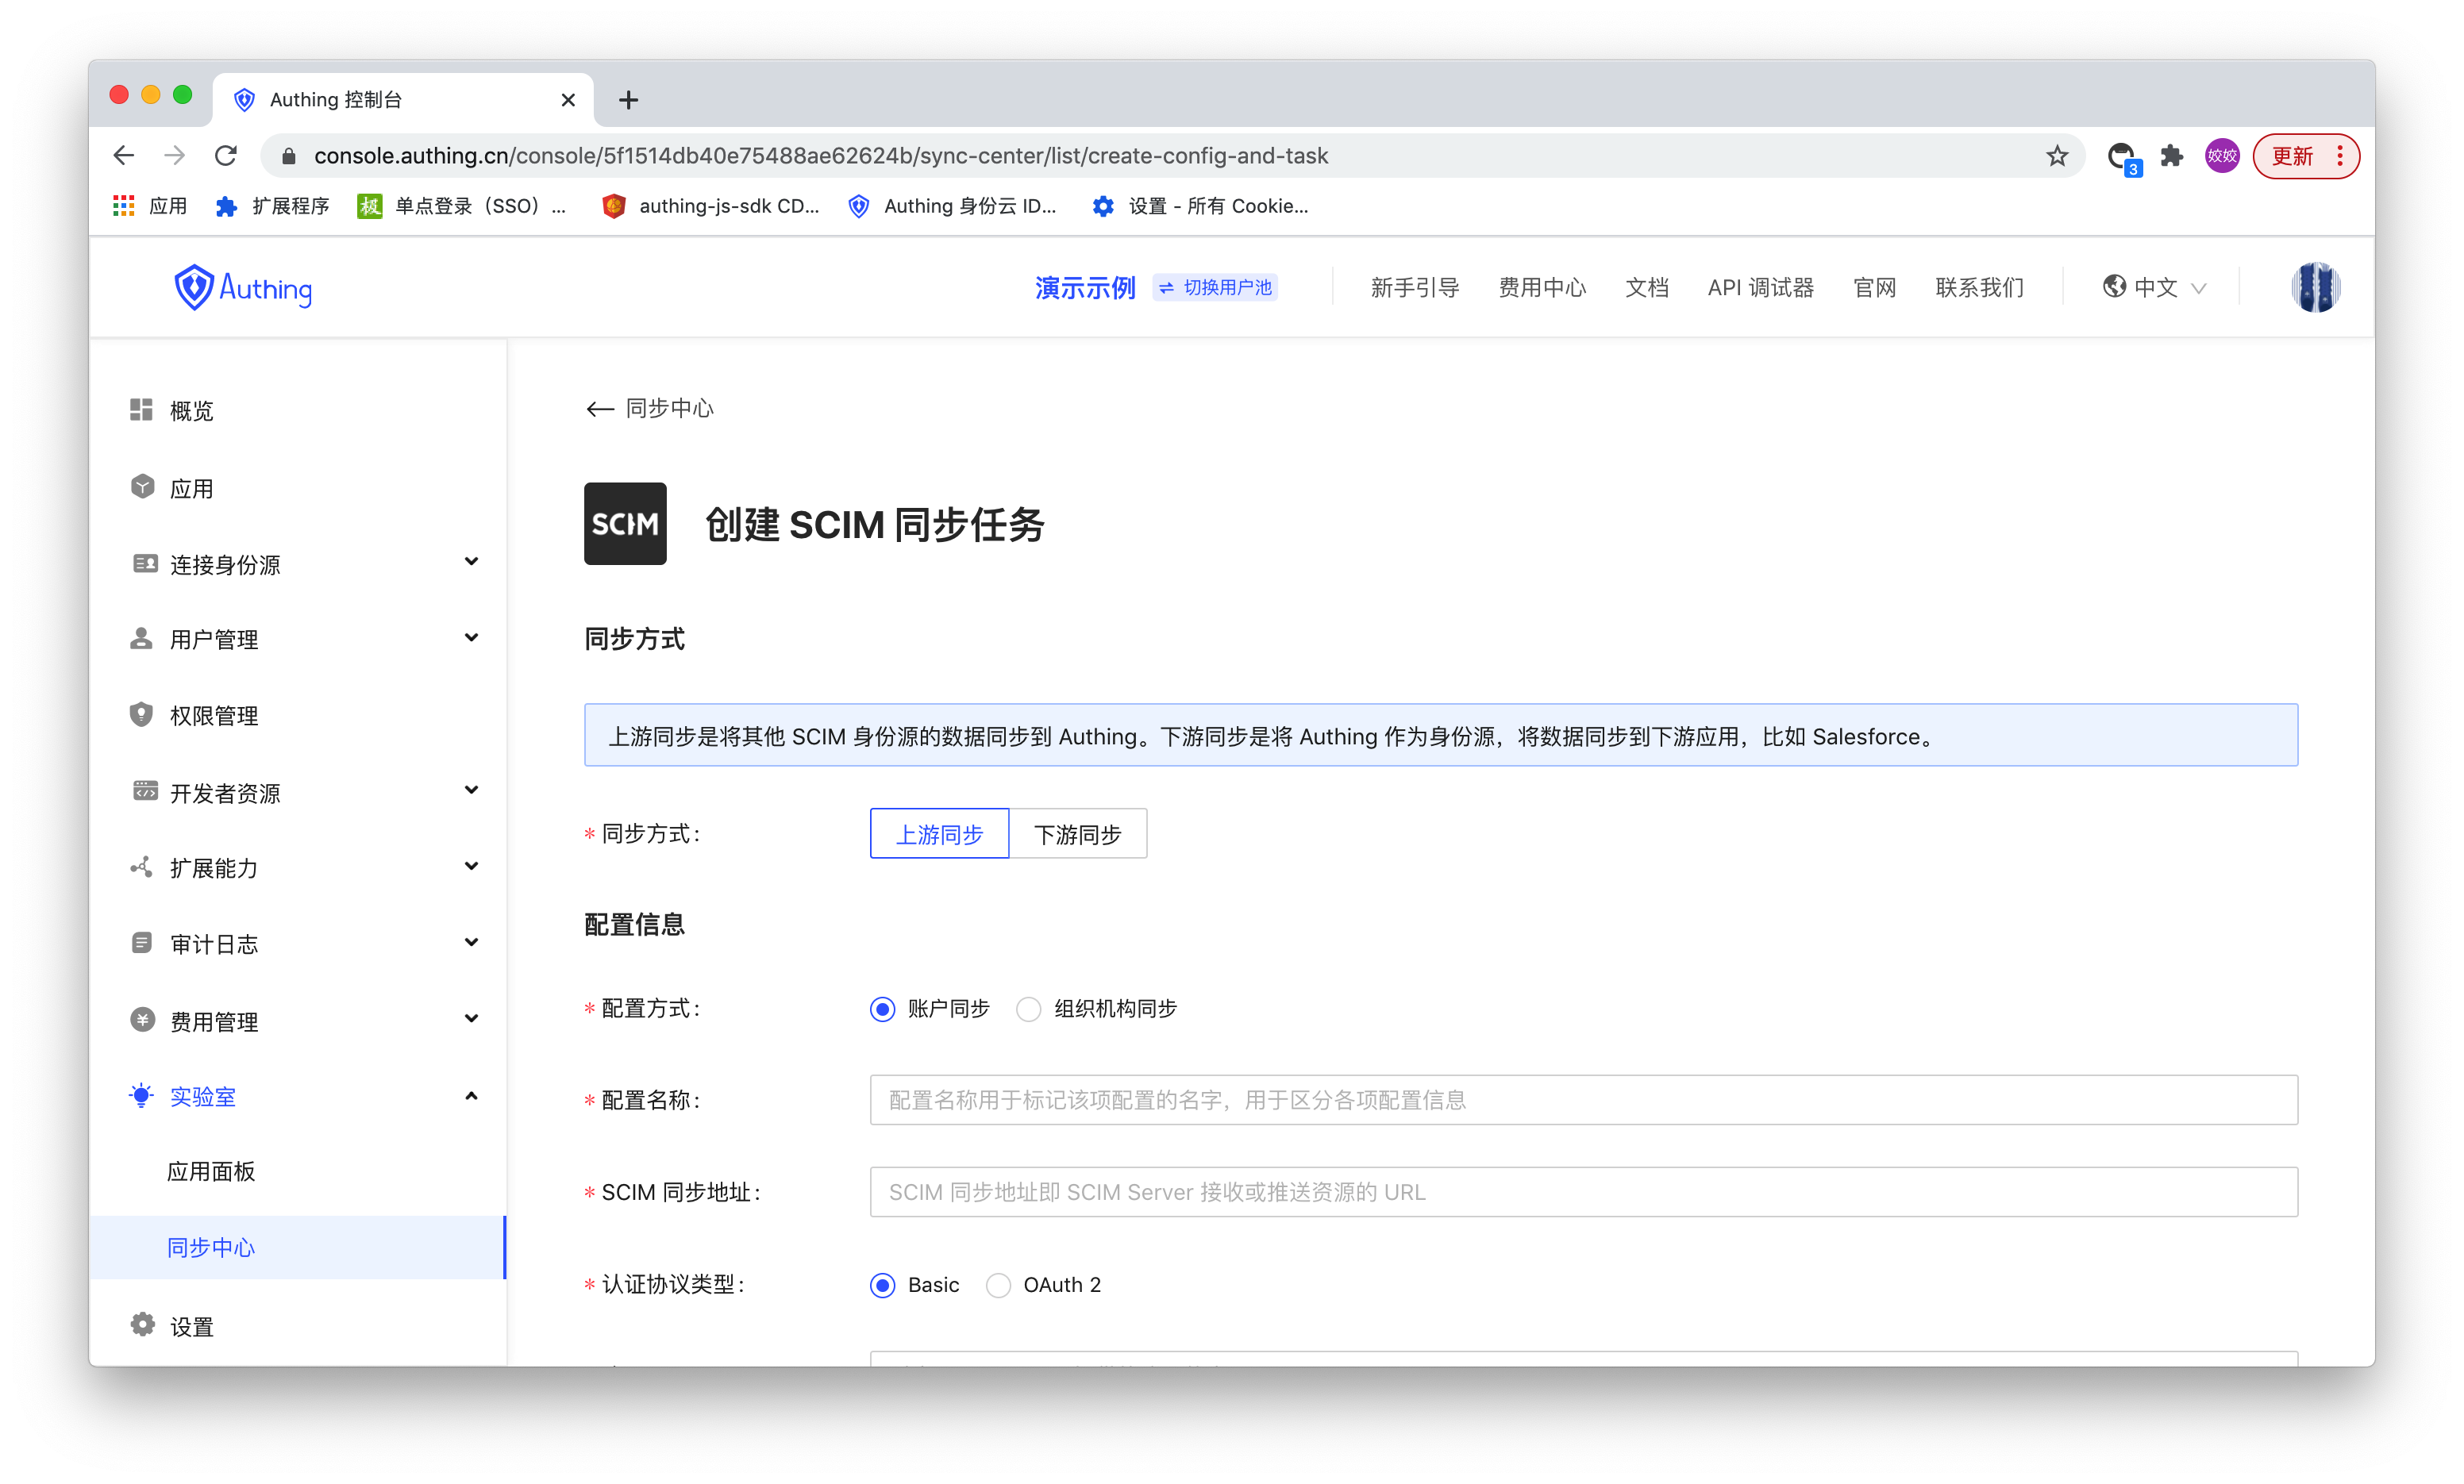 Authing 控制台
console.authing.cn/console/5f1514db40e75488ae62624b/sync-center/list/create-config-and-task
3
姣姣
更新
应用
扩展程序
极
单点登录（SSO）...
authing-js-sdk CD...
Authing 身份云 ID...
设置 - 所有 Cookie...
Authing
演示示例
切换用户池
新手引导
费用中心
文档
API 调试器
官网
联系我们
中文
概览
应用
连接身份源
用户管理
权限管理
开发者资源
扩展能力
审计日志
费用管理
实验室
应用面板
同步中心
设置
同步中心
SCIM
创建 SCIM 同步任务
同步方式
上游同步是将其他 SCIM 身份源的数据同步到 Authing。下游同步是将 Authing 作为身份源，将数据同步到下游应用，比如 Salesforce。
* 同步方式：
上游同步
下游同步
配置信息
* 配置方式：
账户同步
组织机构同步
* 配置名称：
配置名称用于标记该项配置的名字，用于区分各项配置信息
* SCIM 同步地址：
SCIM 同步地址即 SCIM Server 接收或推送资源的 URL
* 认证协议类型：
Basic
OAuth 2